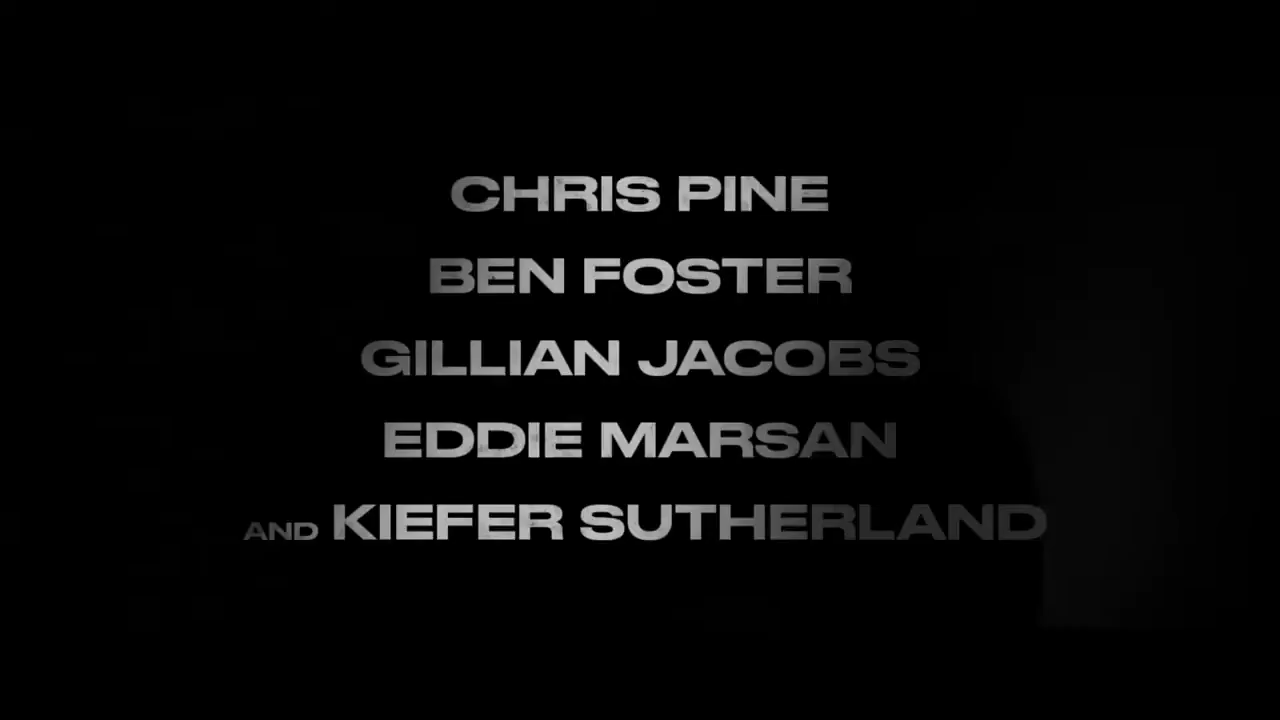 CHRIS PINE
BEN FOSTER
GILLIAN JACOBS
EDDIE MARSAN
AND KIEFER SUTHERLAND